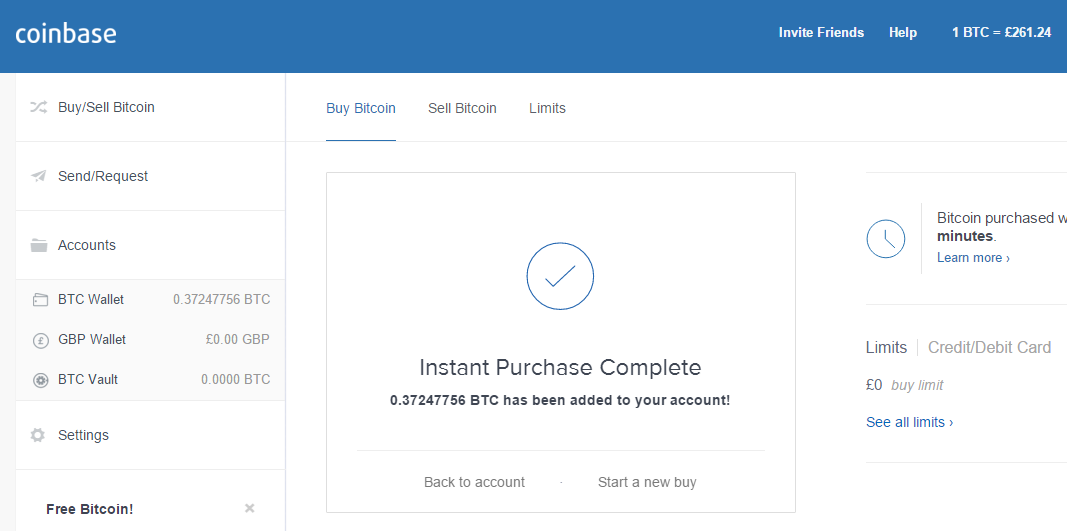 coinbase
Invite Friends Help 1 BTC = £261.24
Buy/Sell Bitcoin
Send/Request
Accounts
BTC Wallet 0.37247756 BTC
GBP Wallet £0.00 GBP
BTC Vault 0.0000 BTC
Settings
Free Bitcoin! ×
Buy Bitcoin Sell Bitcoin Limits
Instant Purchase Complete
0.37247756 BTC has been added to your account!
Back to account · Start a new buy
Bitcoin purchased w
minutes.
Learn more ›
Limits Credit/Debit Card
£0 buy limit
See all limits ›